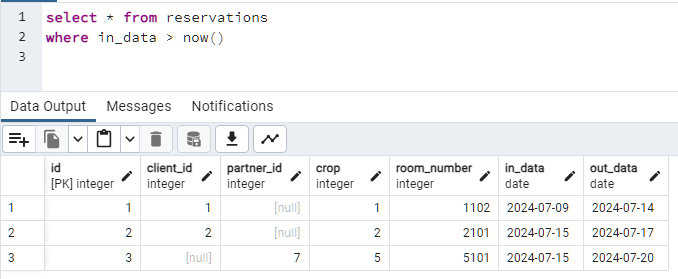 1 select * from reservations
2 where in_data > now()
3
Data Output Messages Notifications
id client_id partner_id crop room_number in_data out_data
[PK] integer integer integer integer integer date date
1 1 1 [null] 1 1102 2024-07-09 2024-07-14
2 2 2 [null] 2 2101 2024-07-15 2024-07-17
3 3 [null] 7 5 5101 2024-07-15 2024-07-20